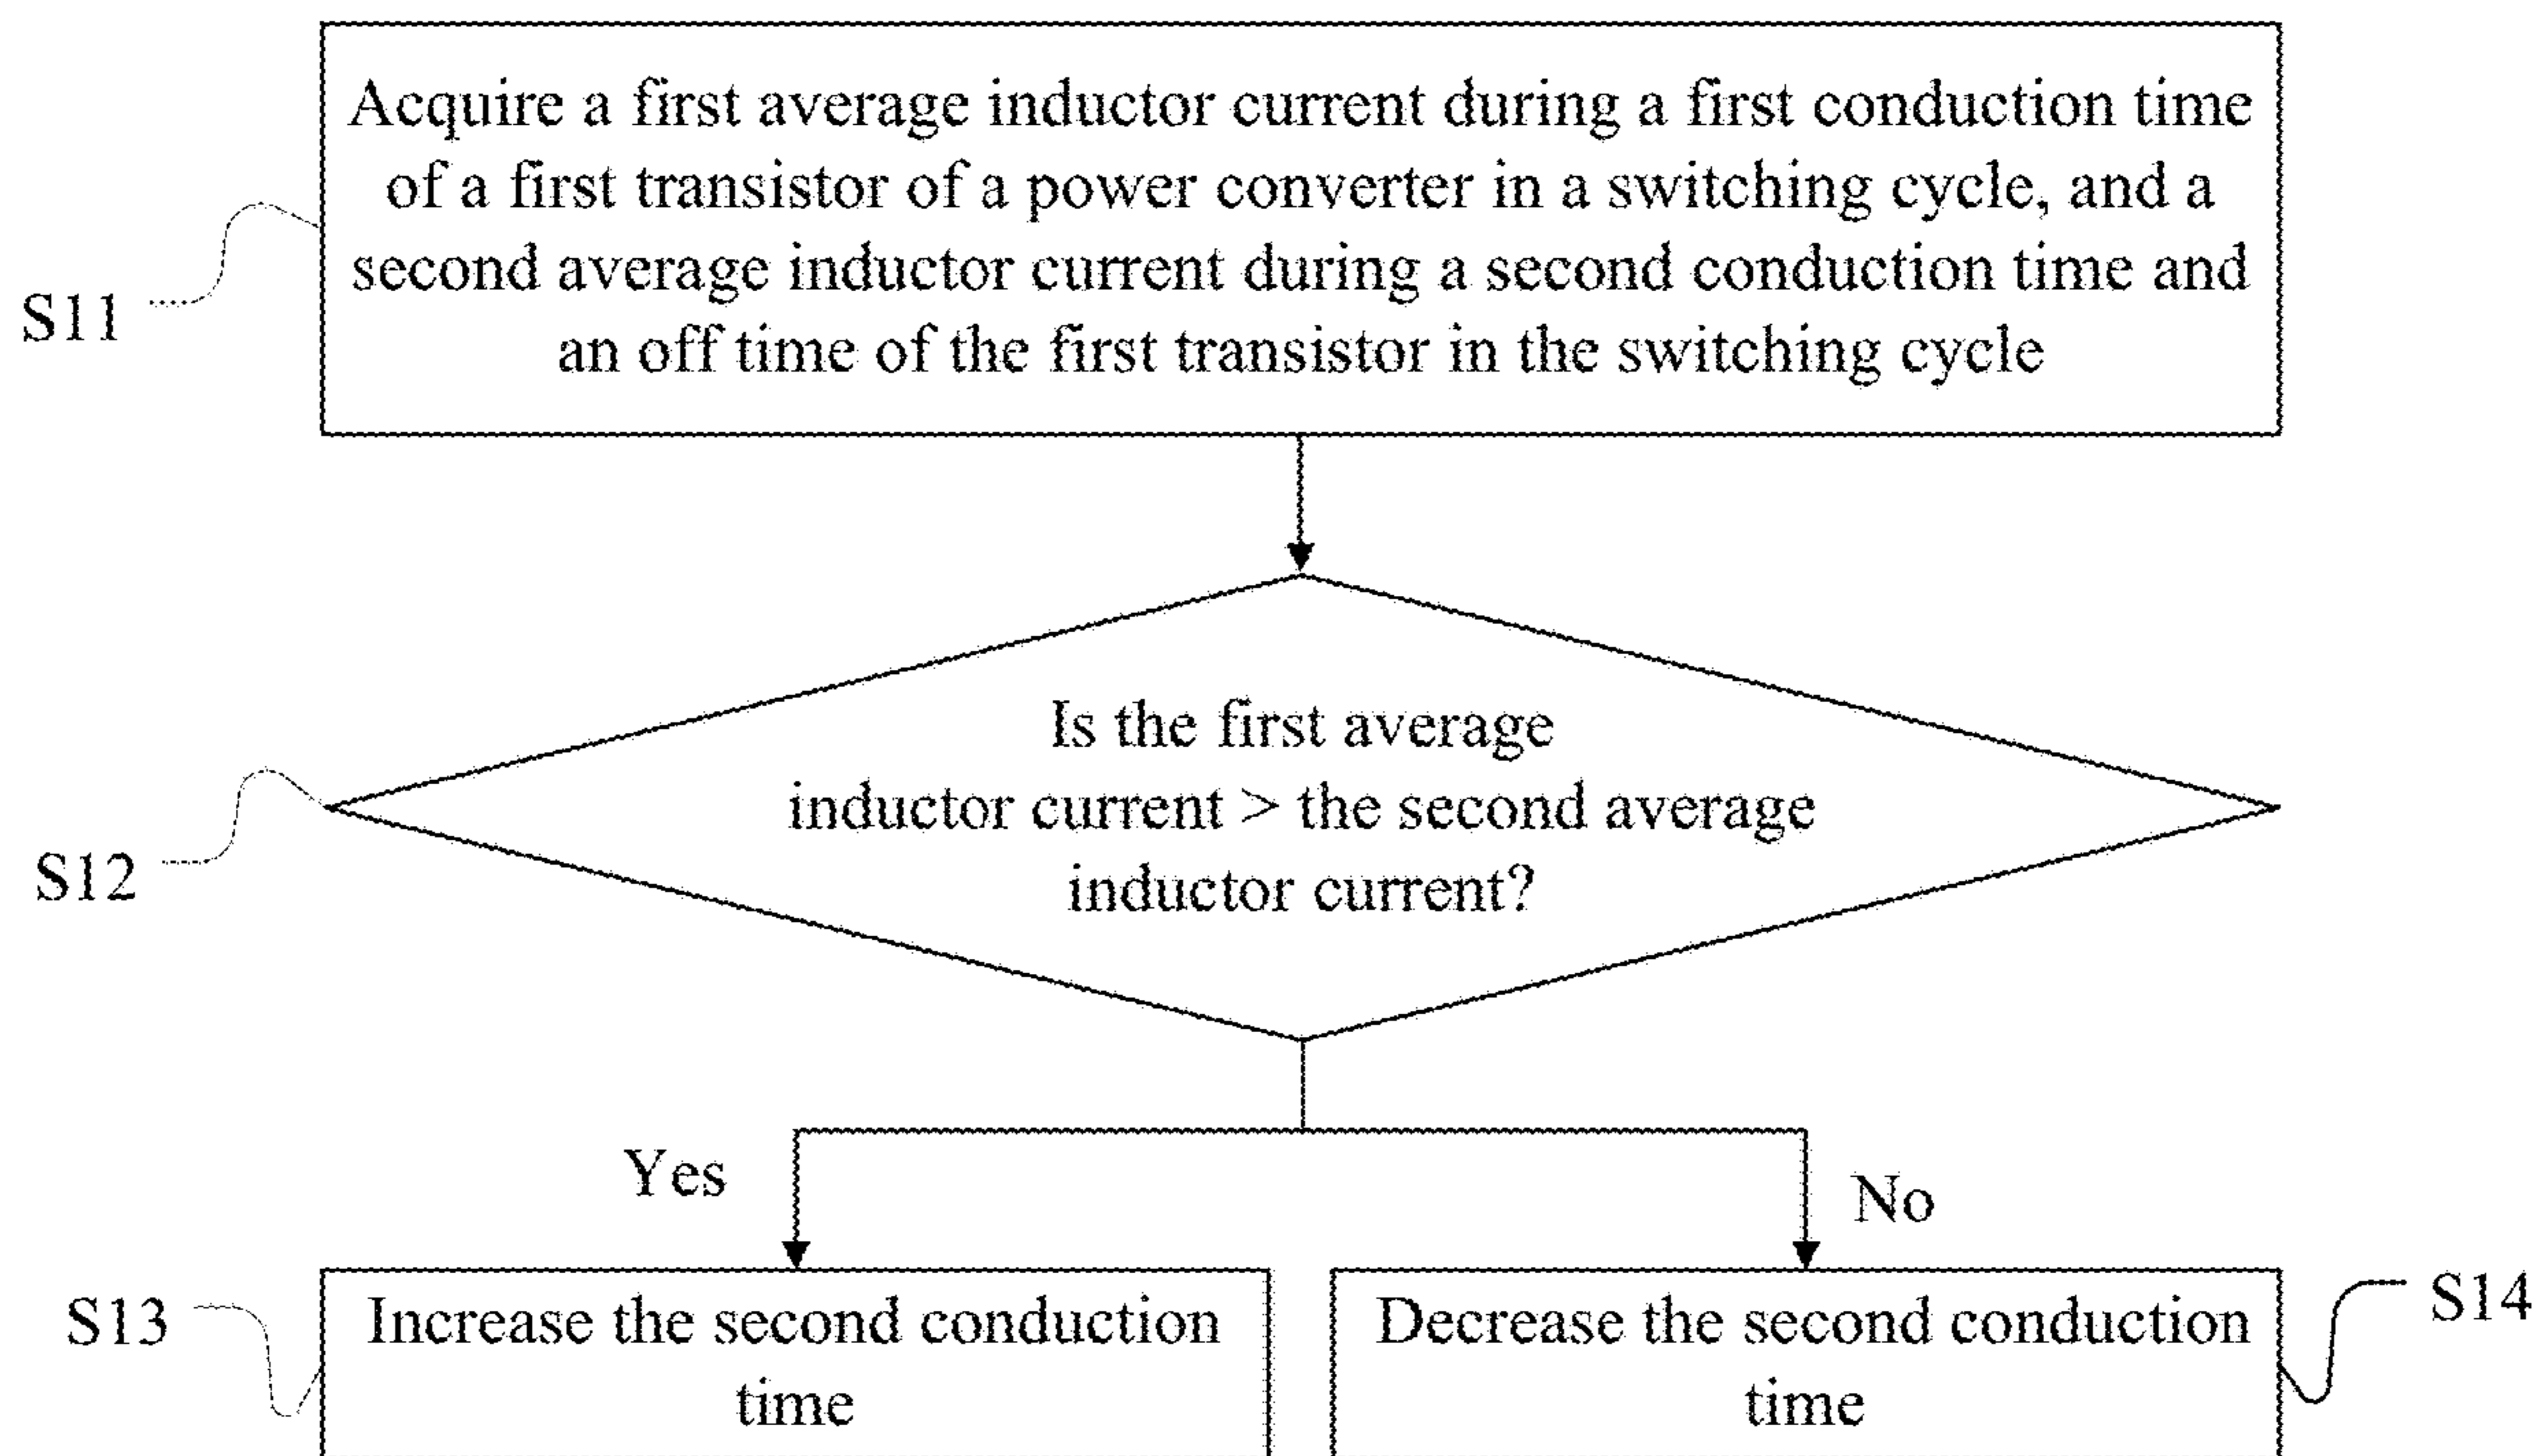 Acquire a first average inductor current during a first conduction time
of a first transistor of a power converter in a switching cycle, and a
second average inductor current during a second conduction time and
an off time of the first transistor in the switching cycle
S11
Is the first average
inductor current > the second average
inductor current?
S12
Yes
No
S13
Increase the second conduction
time
Decrease the second conduction
time
S14